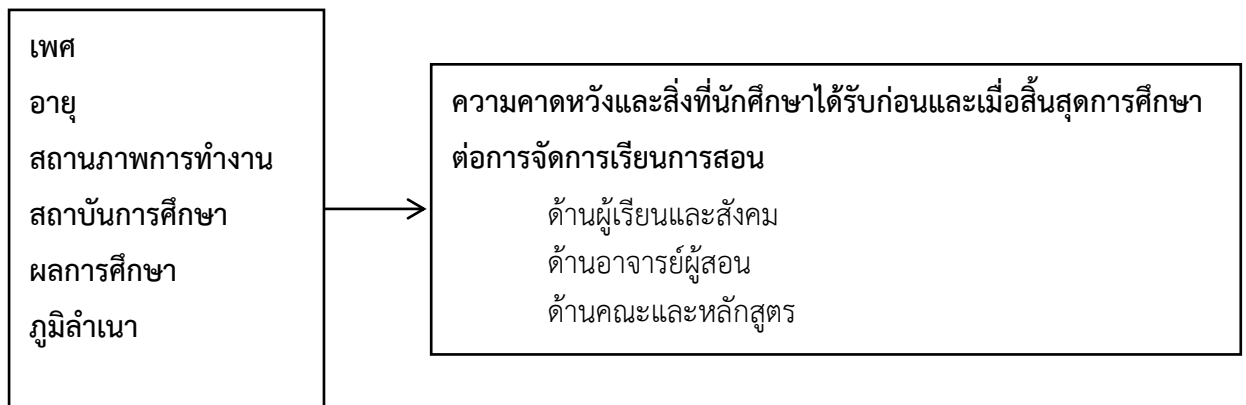 เพศ
อายุ
สถานภาพการทำงาน
สถาบันการศึกษา
ผลการศึกษา
ภูมิลำเนา
ความคาดหวังและสิ่งที่นักศึกษาได้รับก่อนและเมื่อสิ้นสุดการศึกษา
ต่อการจัดการเรียนการสอน
ด้านผู้เรียนและสังคม
ด้านอาจารย์ผู้สอน
ด้านคณะและหลักสูตร